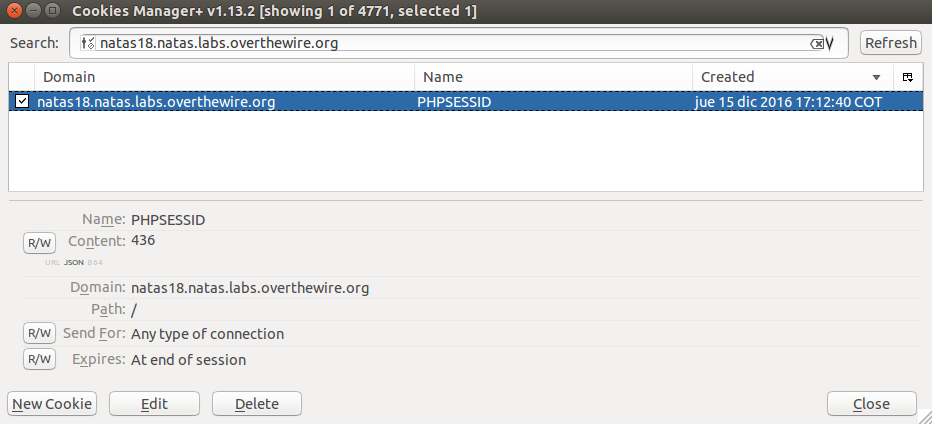 Cookies Manager+ v1.13.2 [showing 1 of 4771, selected 1]
Search: natas18.natas.labs.overthewire.org Refresh
Domain Name Created
natas18.natas.labs.overthewire.org PHPSESSID jue 15 dic 2016 17:12:40 COT
Name: PHPSESSID
R/W Content: 436
URL JSON B64
Domain: natas18.natas.labs.overthewire.org
Path: /
R/W Send For: Any type of connection
R/W Expires: At end of session
New Cookie Edit Delete Close